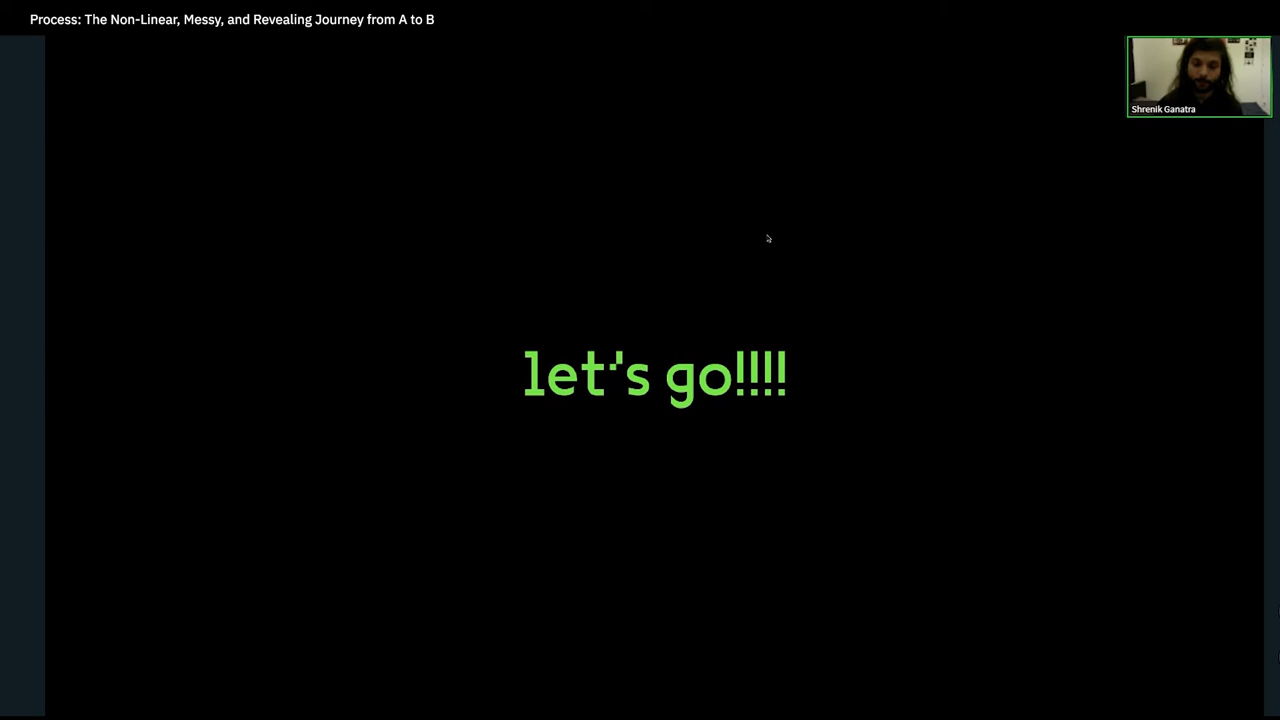 Process: The Non-Linear, Messy, and Revealing Journey from A to B
Shrenik Ganatra
let's go!!!!